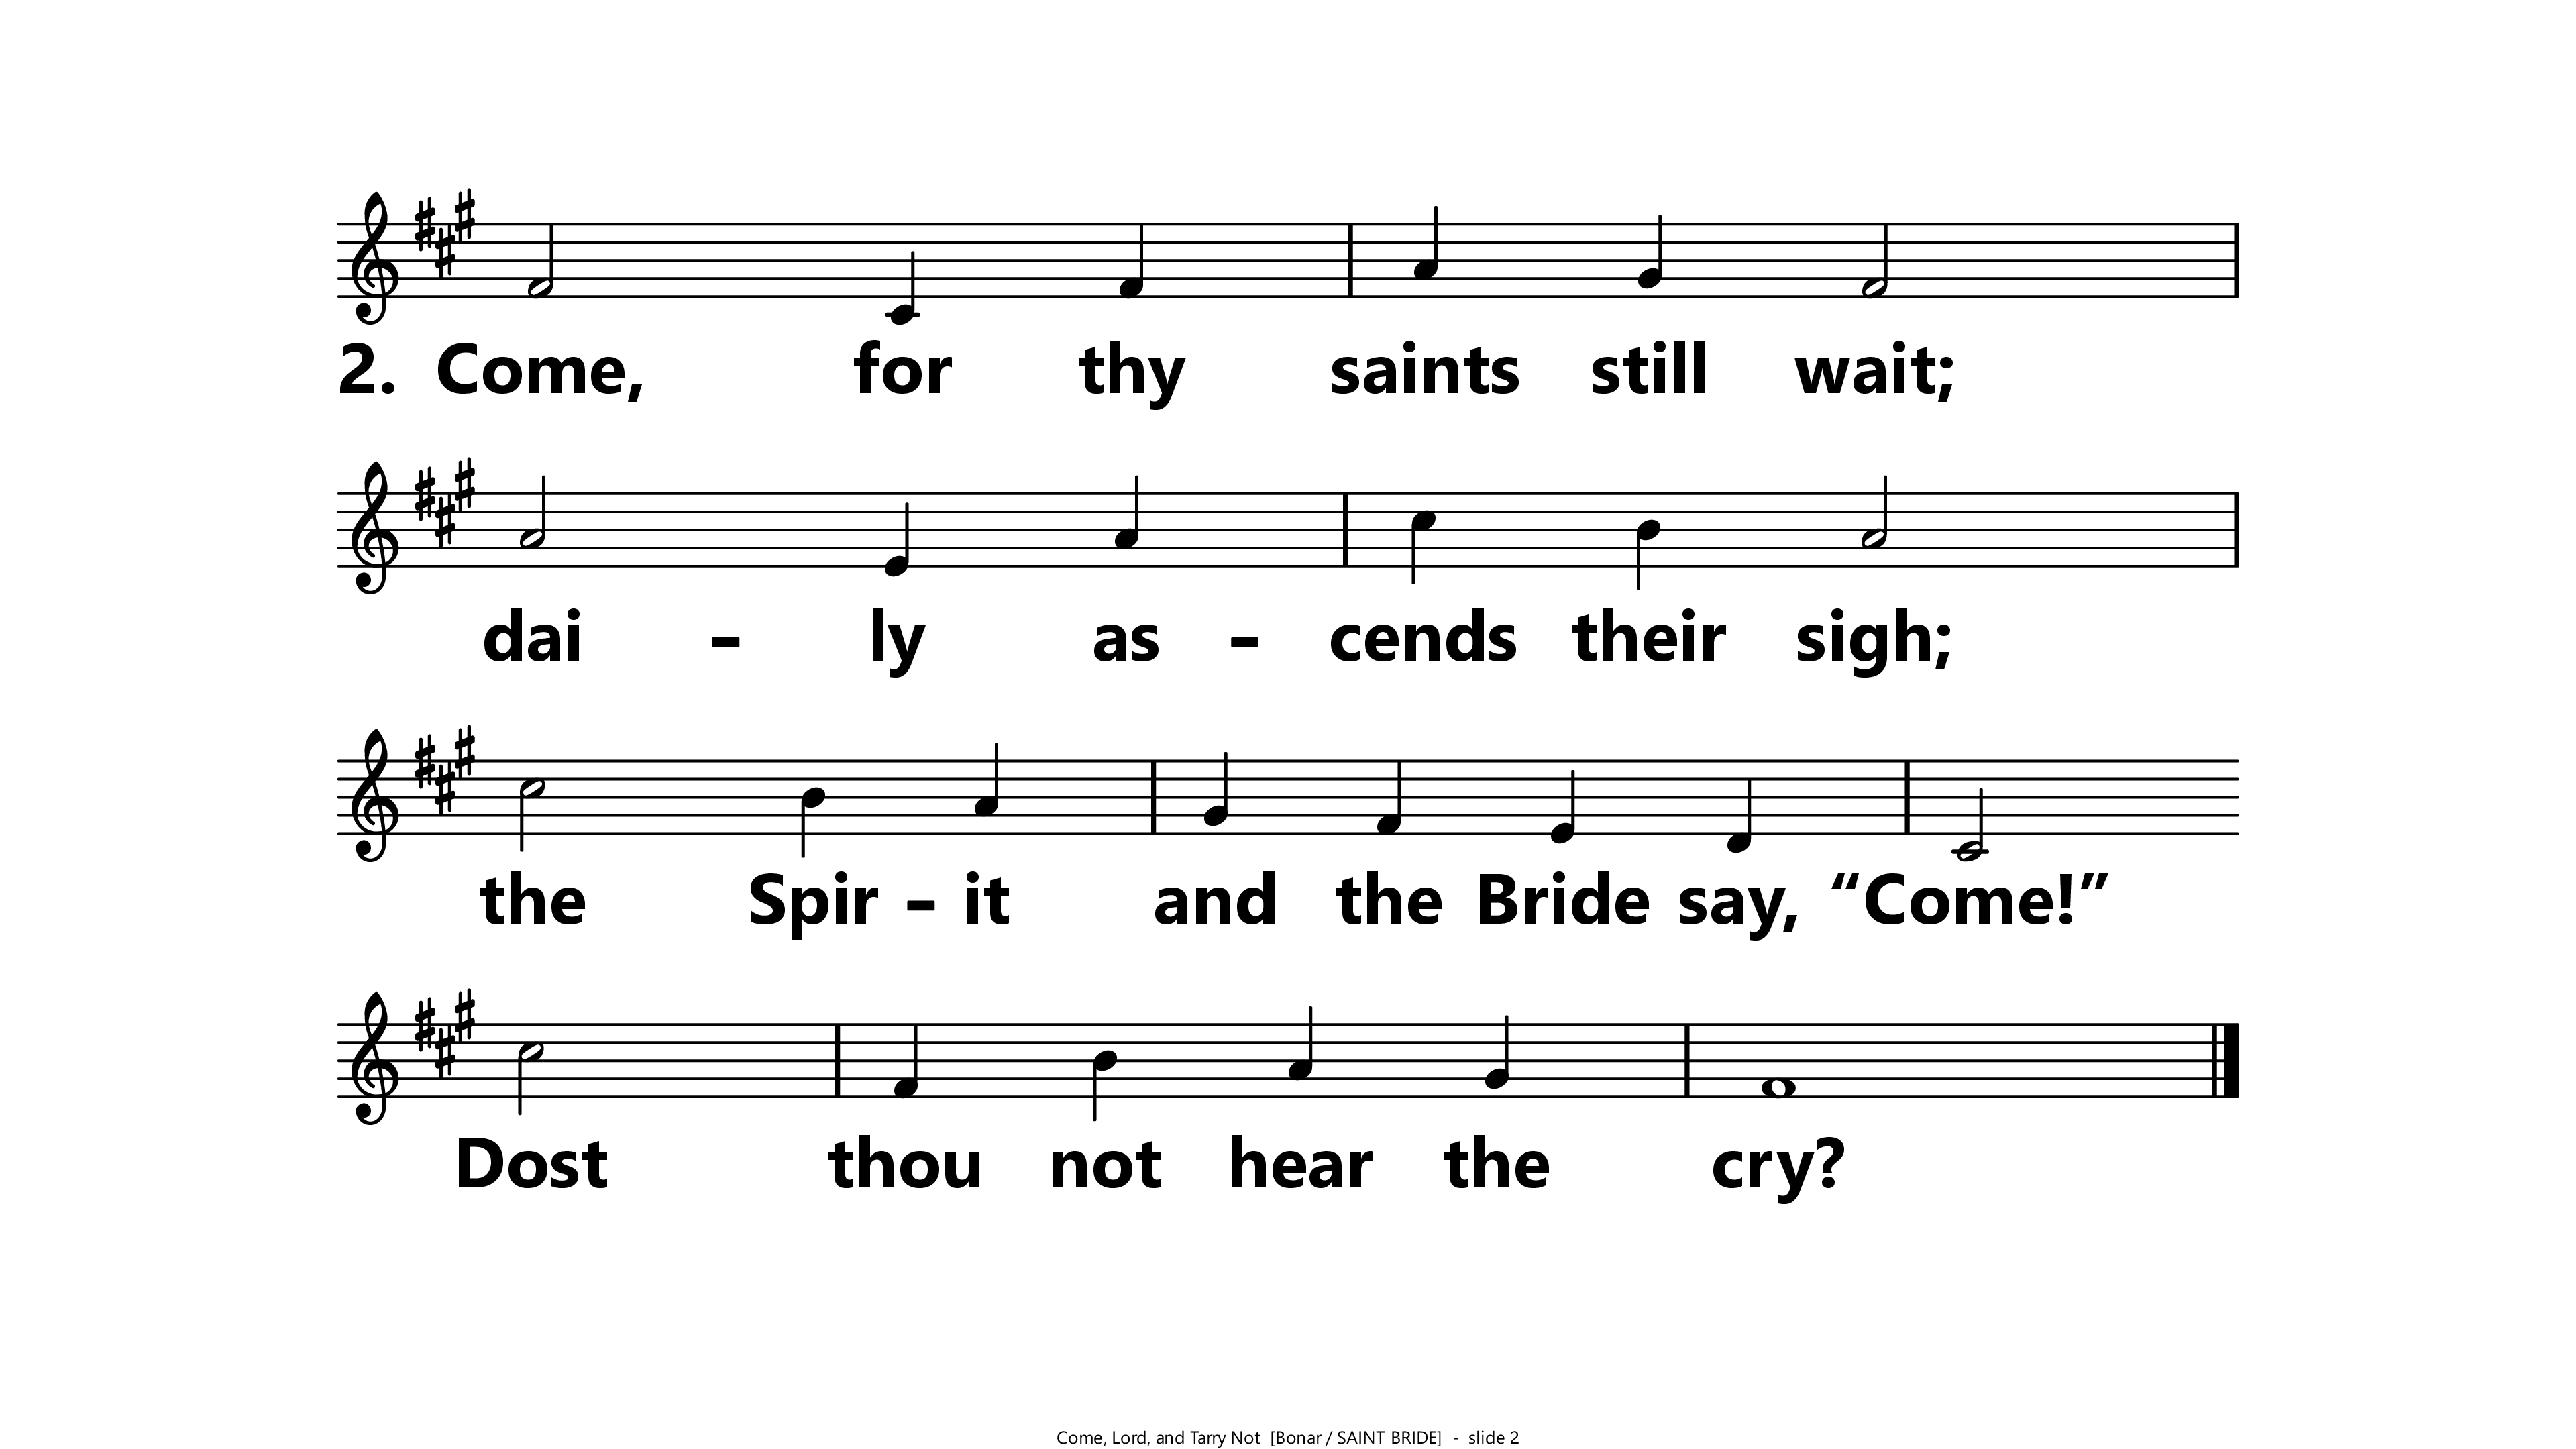 2. Come, for thy saints still wait;
dai - ly as - cends their sigh;
the Spir - it and the Bride say, “Come!”
Dost thou not hear the cry?
Come, Lord, and Tarry Not [Bonar / SAINT BRIDE] - slide 2